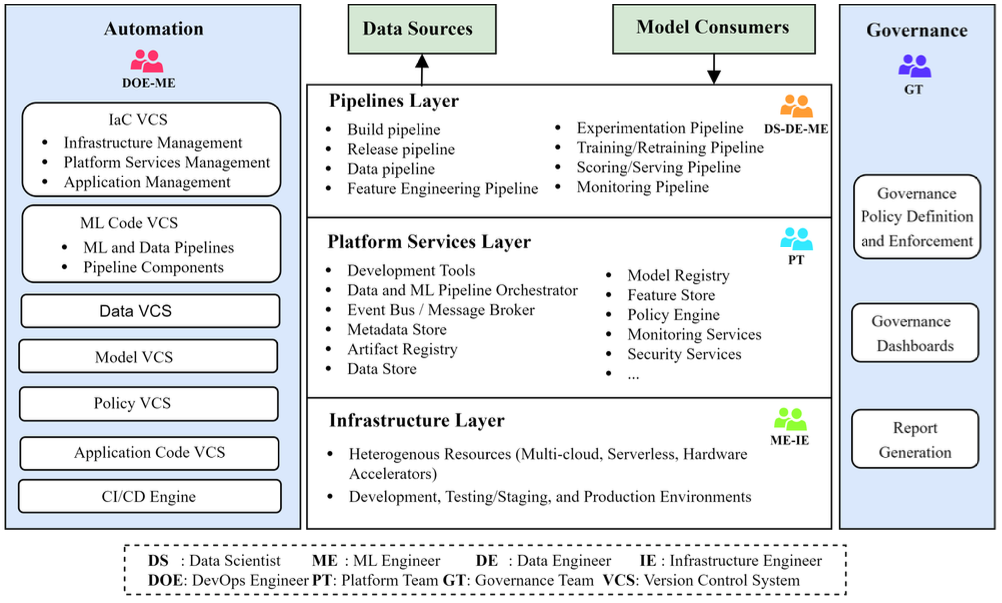 Automation
DOE-ME
IaC VCS
• Infrastructure Management
• Platform Services Management
• Application Management
ML Code VCS
• ML and Data Pipelines
• Pipeline Components
Data VCS
Model VCS
Policy VCS
Application Code VCS
CI/CD Engine
Data Sources
Model Consumers
Pipelines Layer
DS-DE-ME
• Build pipeline
• Release pipeline
• Data pipeline
• Feature Engineering Pipeline
• Experimentation Pipeline
• Training/Retraining Pipeline
• Scoring/Serving Pipeline
• Monitoring Pipeline
Platform Services Layer
PT
• Development Tools
• Data and ML Pipeline Orchestrator
• Event Bus / Message Broker
• Metadata Store
• Artifact Registry
• Data Store
• Model Registry
• Feature Store
• Policy Engine
• Monitoring Services
• Security Services
• ...
Infrastructure Layer
ME-IE
• Heterogenous Resources (Multi-cloud, Serverless, Hardware
Accelerators)
• Development, Testing/Staging, and Production Environments
Governance
GT
Governance
Policy Definition
and Enforcement
Governance
Dashboards
Report
Generation
DS : Data Scientist ME : ML Engineer DE : Data Engineer IE : Infrastructure Engineer
DOE: DevOps Engineer PT: Platform Team GT: Governance Team VCS: Version Control System